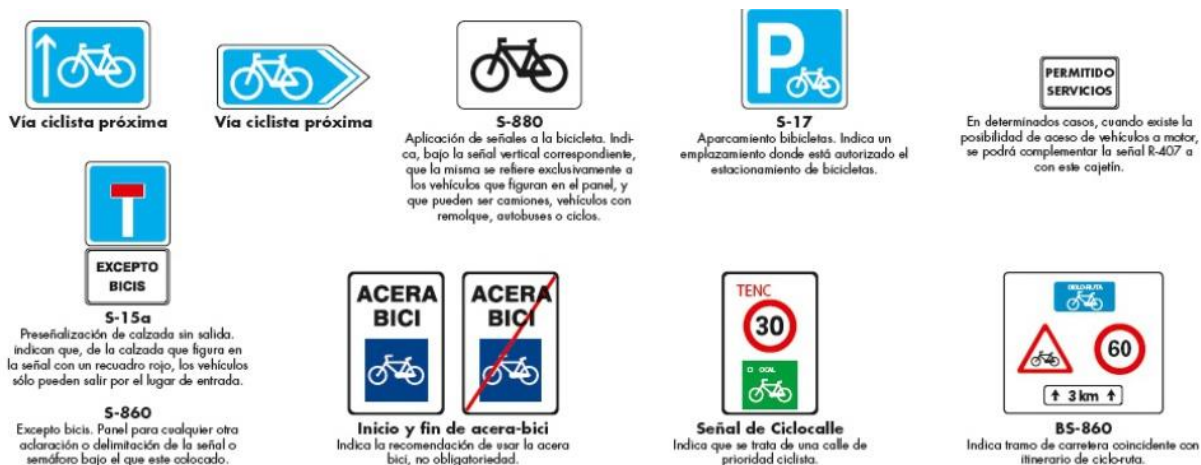 Vía ciclista próxima
Vía ciclista próxima
S-880
Aplicación de señales a la bicicleta. Indi-
ca, bajo la señal vertical correspondiente,
que la misma se refiere exclusivamente a
los vehículos que figuran en el panel, y
que pueden ser camiones, vehículos con
remolque, autobuses o ciclos.
P
S-17
Aparcamiento bibicletas. Indica un
emplazamiento donde está autorizado el
estacionamiento de bicicletas.
PERMITIDO
SERVICIOS
En determinados casos, cuando existe la
posibilidad de aceso de vehículos a motor,
se podrá complementar la señal R-407 a
con este cajetín.
EXCEPTO
BICIS
S-15a
Preseñalización de calzada sin salida.
indican que, de la calzada que figura en
la señal con un recuadro rojo, los vehículos
sólo pueden salir por el lugar de entrada.
S-860
Excepto bicis. Panel para cualquier otra
aclaración o delimitación de la señal o
semáforo bajo el que este colocado.
ACERA
BICI
ACERA
BICI
Inicio y fin de acera-bici
Indica la recomendación de usar la acera
bici, no obligatoriedad.
TENC
30
Señal de Ciclocalle
Indica que se trata de una calle de
prioridad ciclista.
CICLO-RUTA
60
3 km
BS-860
Indica tramo de carretera coincidente con
itinerario de ciclo-ruta.